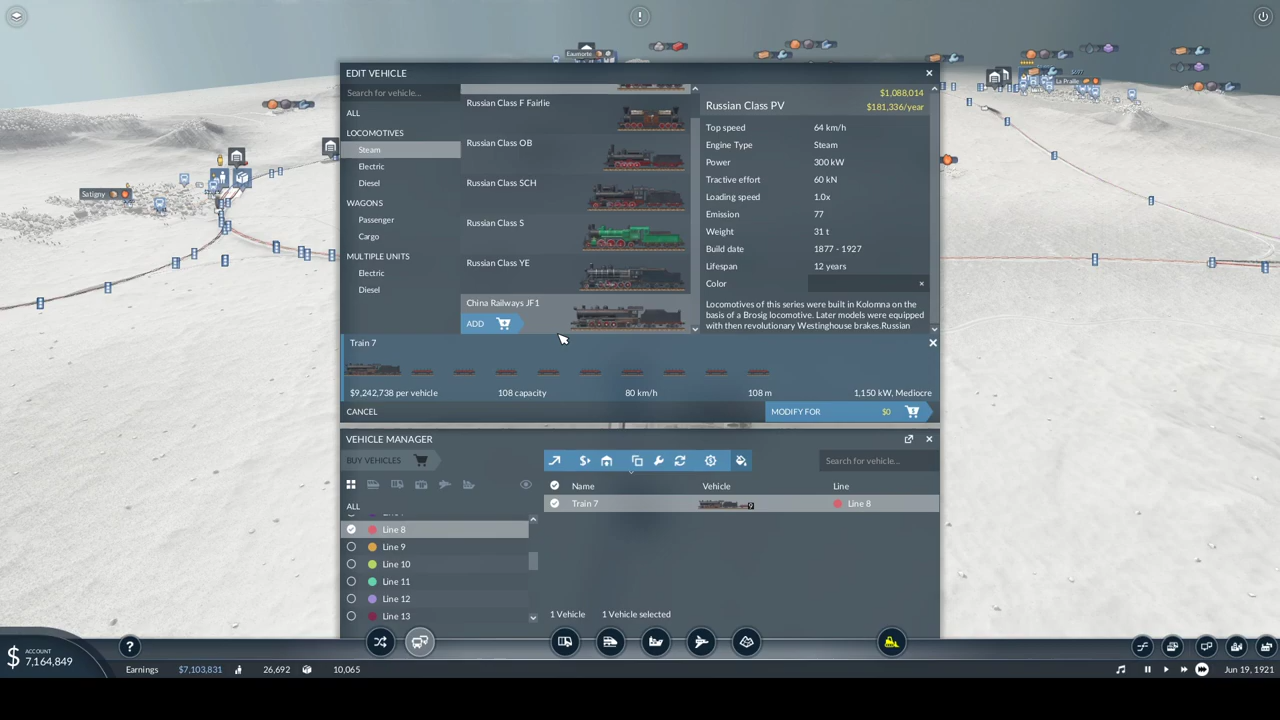 Eaumorte
$197
La Praille
Satigny
EDIT VEHICLE
Search for vehicle...
ALL
LOCOMOTIVES
Steam
Electric
Diesel
WAGONS
Passenger
Cargo
MULTIPLE UNITS
Electric
Diesel
Russian Class F Fairlie
Russian Class OB
Russian Class SCH
Russian Class S
Russian Class YE
China Railways JF1
ADD
$1,088,014
Russian Class PV
$181,336/year
Top speed 64 km/h
Engine Type Steam
Power 300 kW
Tractive effort 60 kN
Loading speed 1.0x
Emission 77
Weight 31 t
Build date 1877 - 1927
Lifespan 12 years
Color
Locomotives of this series were built in Kolomna on the
basis of a Brosig locomotive. Later models were equipped
with then revolutionary Westinghouse brakes.Russian
Train 7
$9,242,738 per vehicle 108 capacity 80 km/h 108 m 1,150 kW, Mediocre
CANCEL
MODIFY FOR $0
VEHICLE MANAGER
BUY VEHICLES
Search for vehicle...
ALL
Line 8
Line 9
Line 10
Line 11
Line 12
Line 13
Name Vehicle Line
Train 7 9 Line 8
1 Vehicle 1 Vehicle selected
$ ACCOUNT
7,164,849
?
Earnings $7,103,831 26,692 10,065
Jun 19, 1921